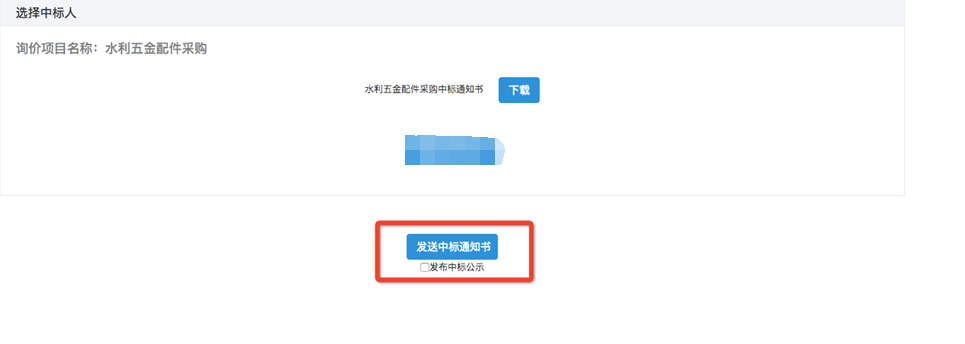 选择中标人
询价项目名称：水利五金配件采购
水利五金配件采购中标通知书 下载
发送中标通知书
发布中标公示